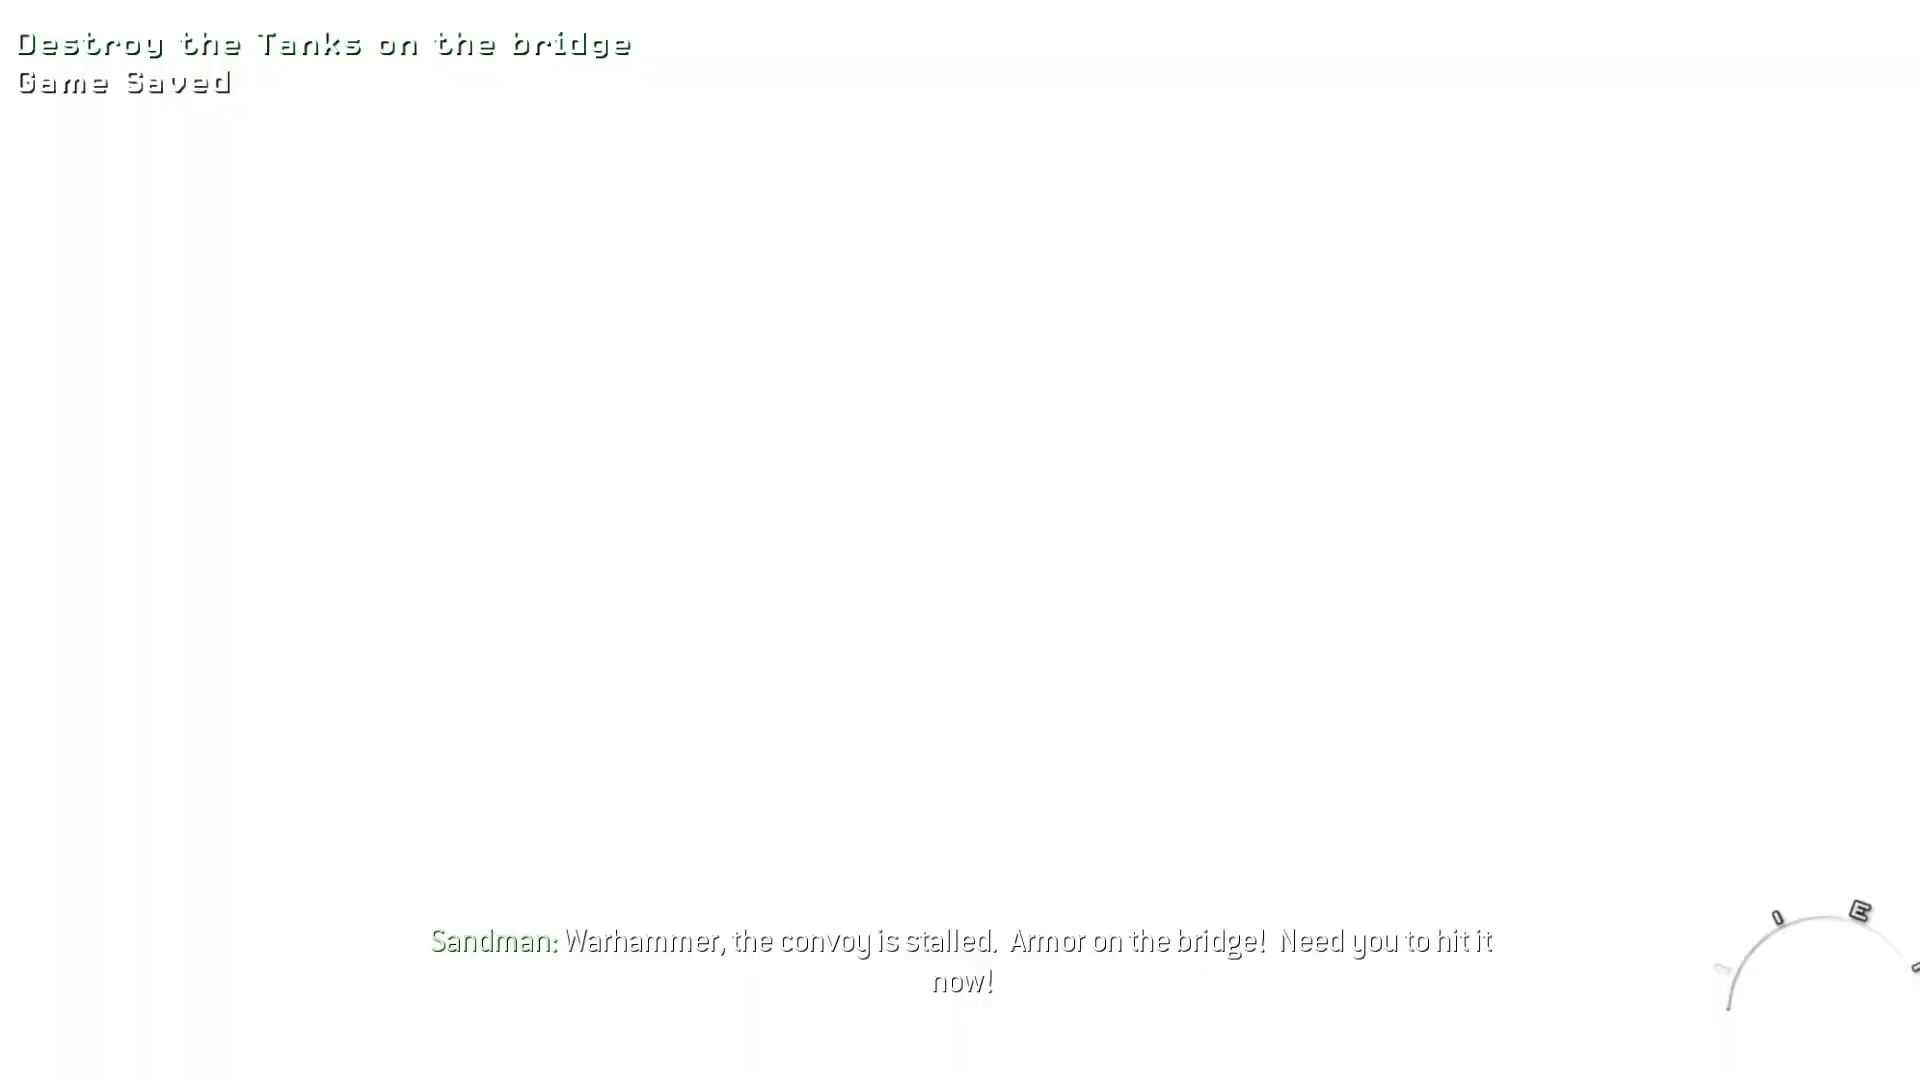 Destroy the Tanks on the bridge
Game Saved
Sandman: Warhammer, the convoy is stalled.  Armor on the bridge!  Need you to hit it
now!
E